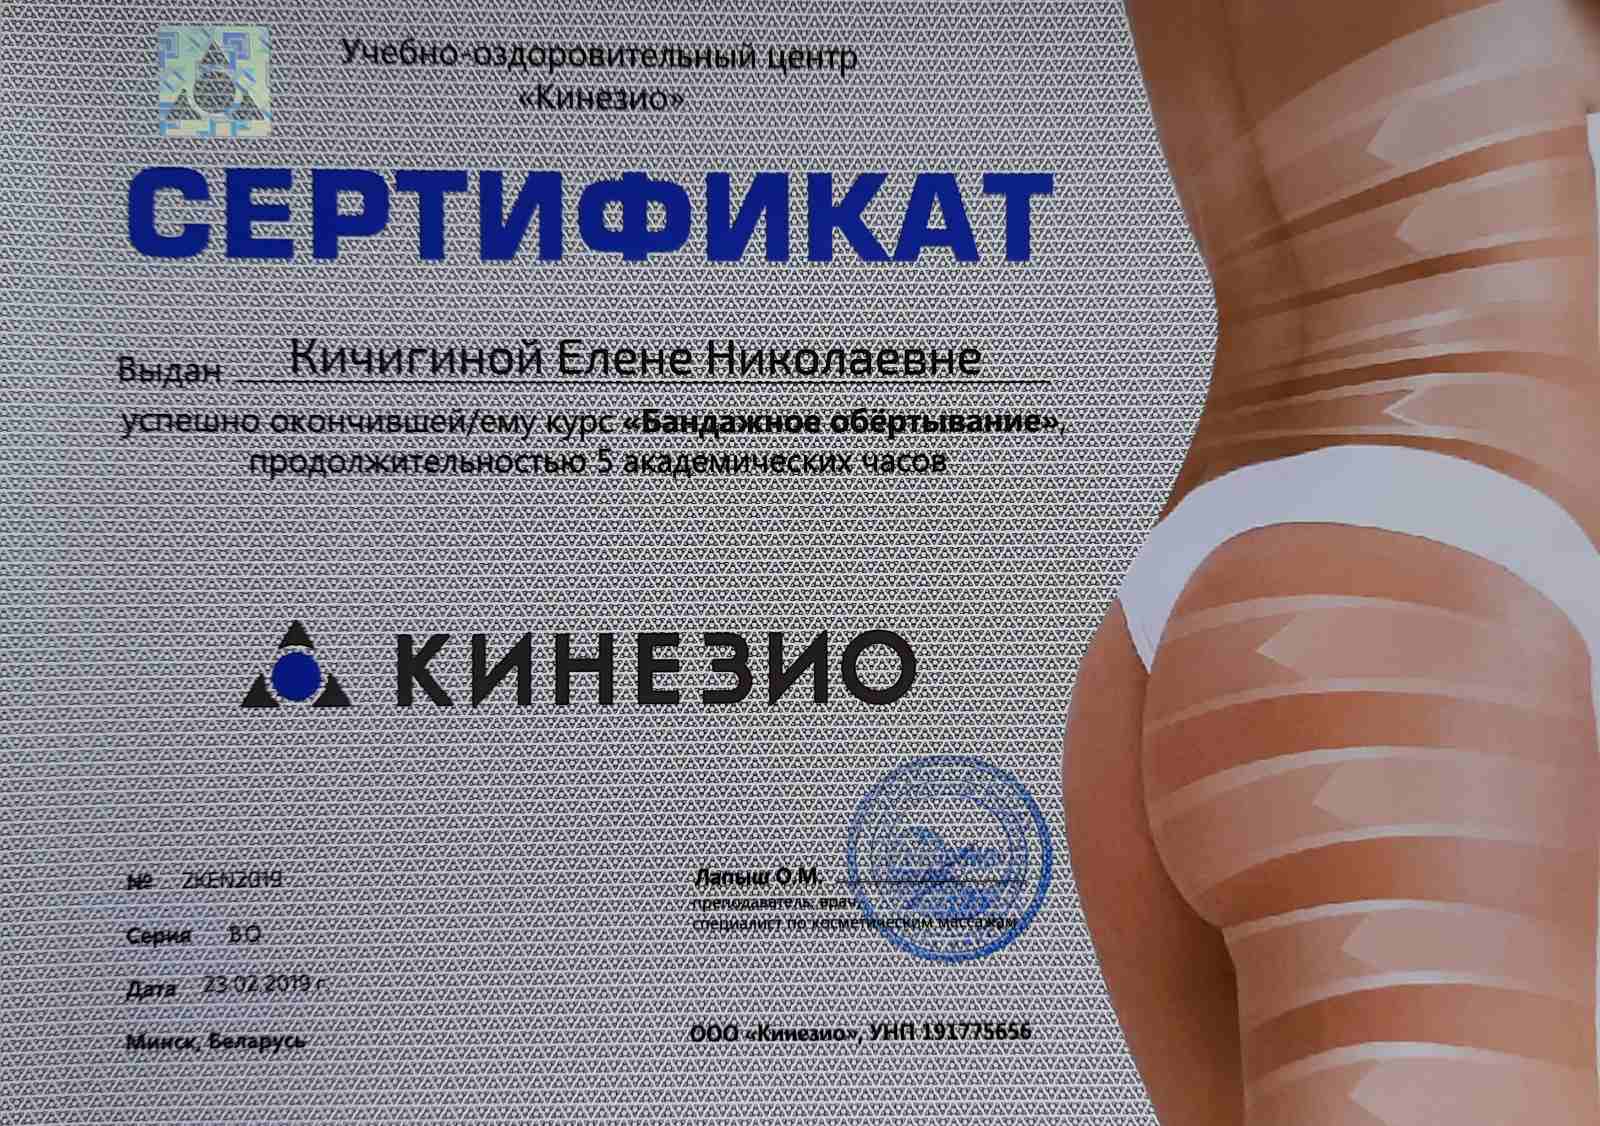 Учебно-оздоровительный центр
«Кинезио»
СЕРТИФИКАТ
Выдан Кичигиной Елене Николаевне
успешно окончившей/ему курс «Бандажное обёртывание»,
продолжительностью 5 академических часов
КИНЕЗИО
№ 2KEN2019
Серия ВО
Дата 23.02.2019 г.
Минск, Беларусь
Лапыш О.М.
преподаватель, врач,
специалист по косметическим массажам
ООО «Кинезио», УНП 191775656